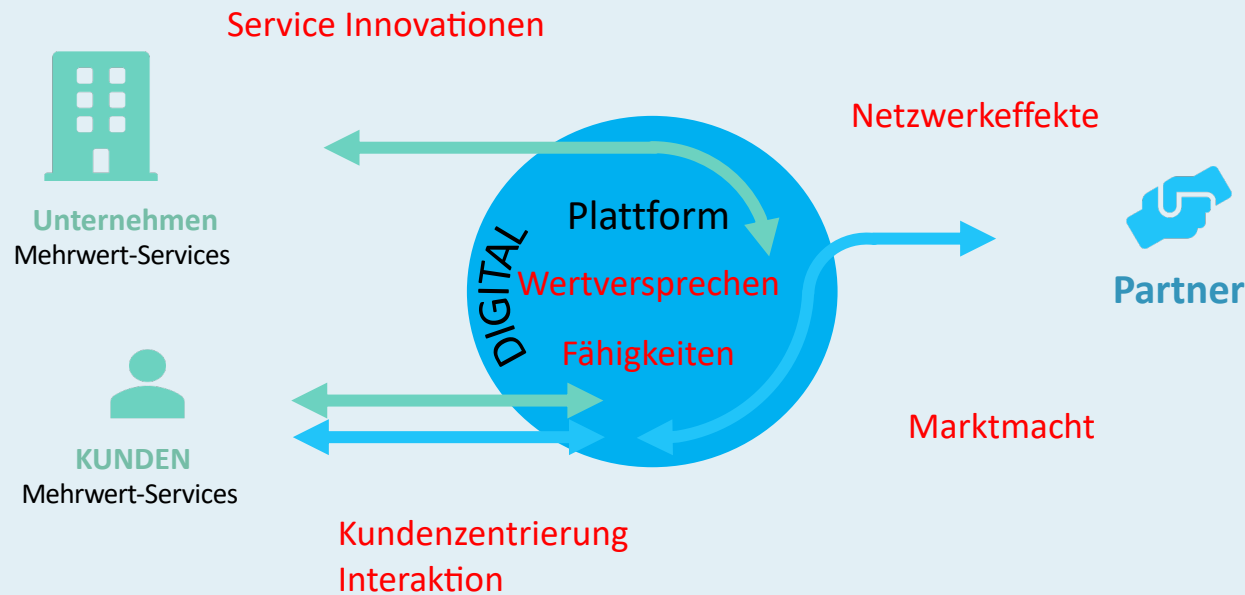 Service Innovationen
Netzwerkeffekte
Unternehmen
Mehrwert-Services
Plattform
DIGITAL
Wertversprechen
Partner
Fähigkeiten
Marktmacht
KUNDEN
Mehrwert-Services
Kundenzentrierung
Interaktion